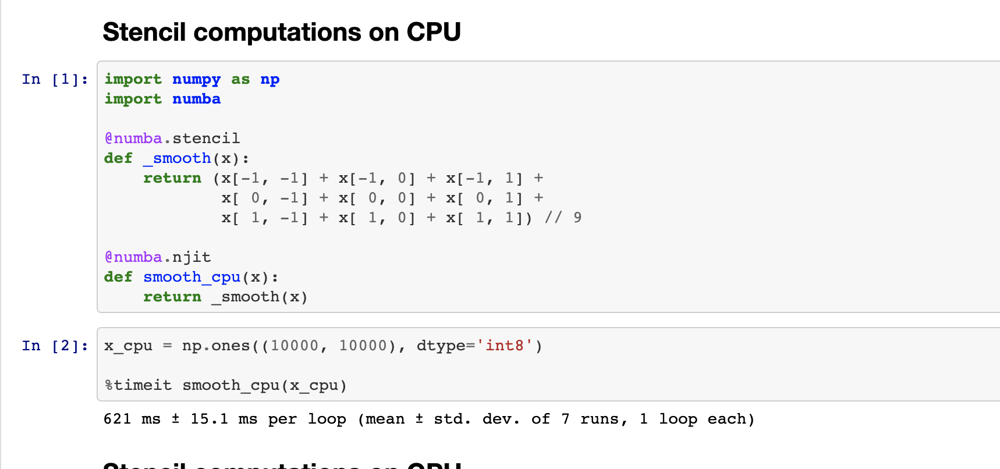 Stencil computations on CPU
In [1]:
import numpy as np
import numba
@numba.stencil
def _smooth(x):
    return (x[-1, -1] + x[-1, 0] + x[-1, 1] +
            x[ 0, -1] + x[ 0, 0] + x[ 0, 1] +
            x[ 1, -1] + x[ 1, 0] + x[ 1, 1]) // 9
@numba.njit
def smooth_cpu(x):
    return _smooth(x)
In [2]:
x_cpu = np.ones((10000, 10000), dtype='int8')
%timeit smooth_cpu(x_cpu)
621 ms ± 15.1 ms per loop (mean ± std. dev. of 7 runs, 1 loop each)
Stencil computations on